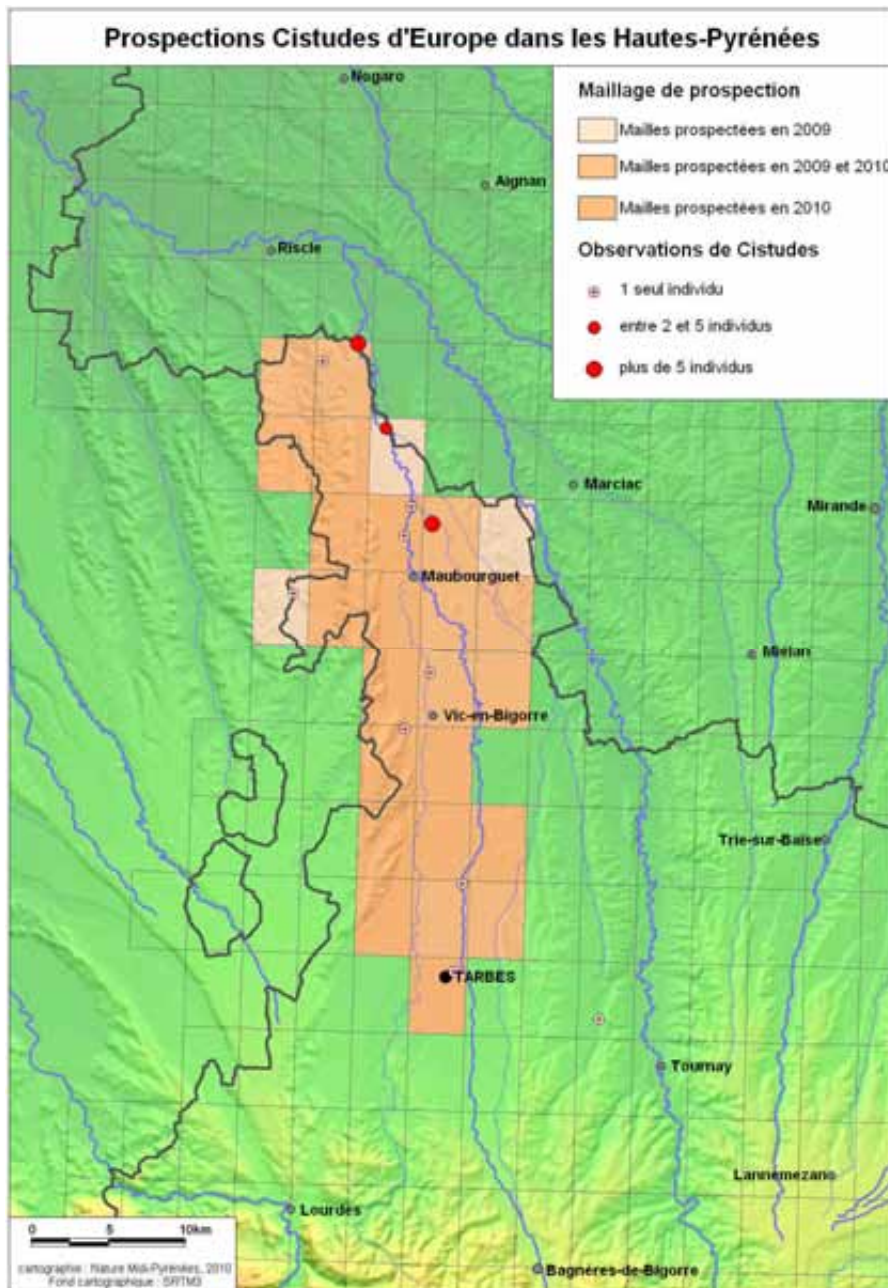 Prospections Cistudes d'Europe dans les Hautes-Pyrénées
Maillage de prospection
Mailles prospectées en 2009
Mailles prospectées en 2009 et 2010
Mailles prospectées en 2010
Observations de Cistudes
1 seul individu
entre 2 et 5 individus
plus de 5 individus
Nogaro
Aignan
Riscle
Marciac
Mirande
Maubourguet
Miélan
Vic-en-Bigorre
Trie-sur-Baïse
TARBES
Tournay
Lannemezan
Lourdes
Bagnères-de-Bigorre
0 5 10km
cartographie : Nature Midi-Pyrénées, 2010
Fond cartographique : SRTM3